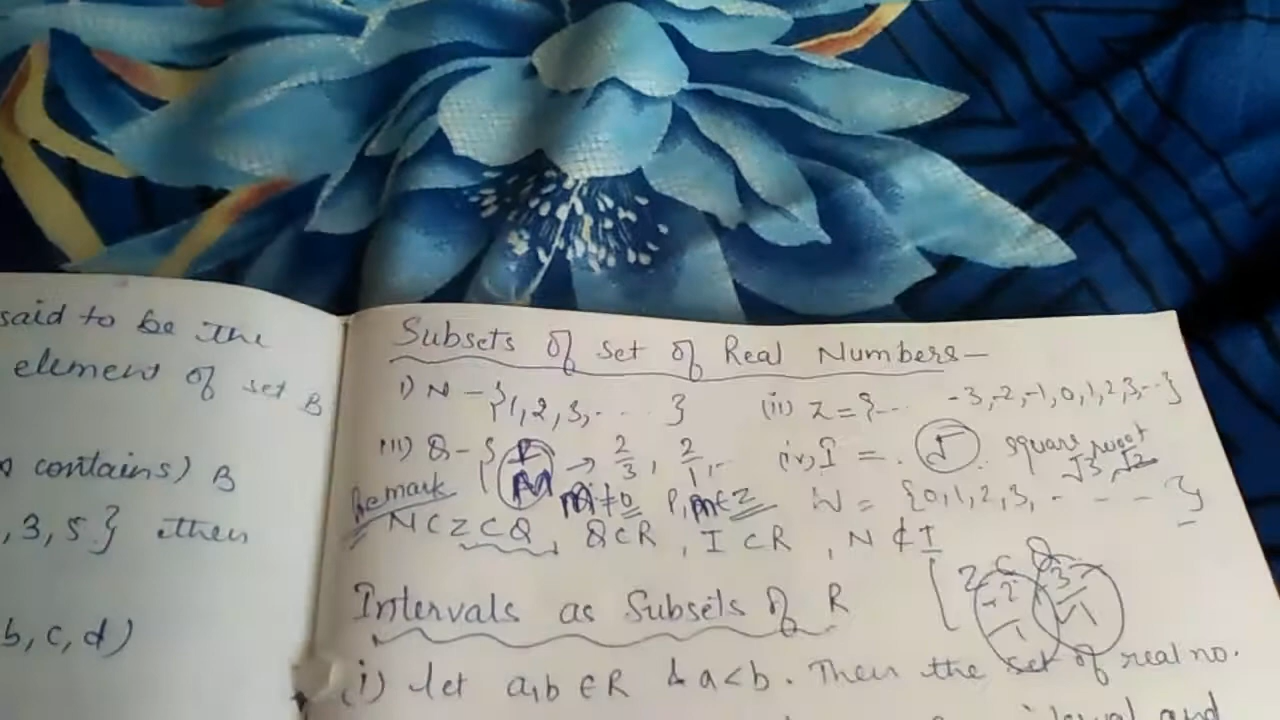 said to be the
element of set B
contains) B
, 3, 5.} then
b, c, d)
Subsets of set of Real Numbers—
i) N - {1, 2, 3, - - - }
(ii) Z = {- - - -3, -2, -1, 0, 1, 2, 3 - - }
iii) Q - { P/M → 2/3, 2/1, -
(iv) I = . √ . square root √3 √2
M ≠ 0 P, M ∈ Z
W = {0, 1, 2, 3, - - - - }
Remark
N ⊂ Z ⊂ Q, Q ⊂ R, I ⊂ R, N ⊄ I
Z ⊂ Q
Intervals as Subsets of R
(i) let a, b ∈ R & a < b. Then the set of real no.
and